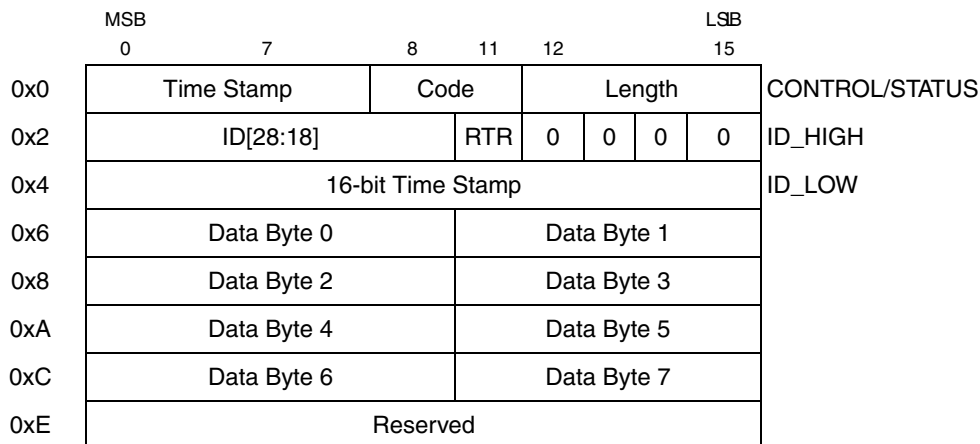 MSB LSB
0 7 8 11 12 15
0x0 Time Stamp Code Length CONTROL/STATUS
0x2 ID[28:18] RTR 0 0 0 0 ID_HIGH
0x4 16-bit Time Stamp ID_LOW
0x6 Data Byte 0 Data Byte 1
0x8 Data Byte 2 Data Byte 3
0xA Data Byte 4 Data Byte 5
0xC Data Byte 6 Data Byte 7
0xE Reserved